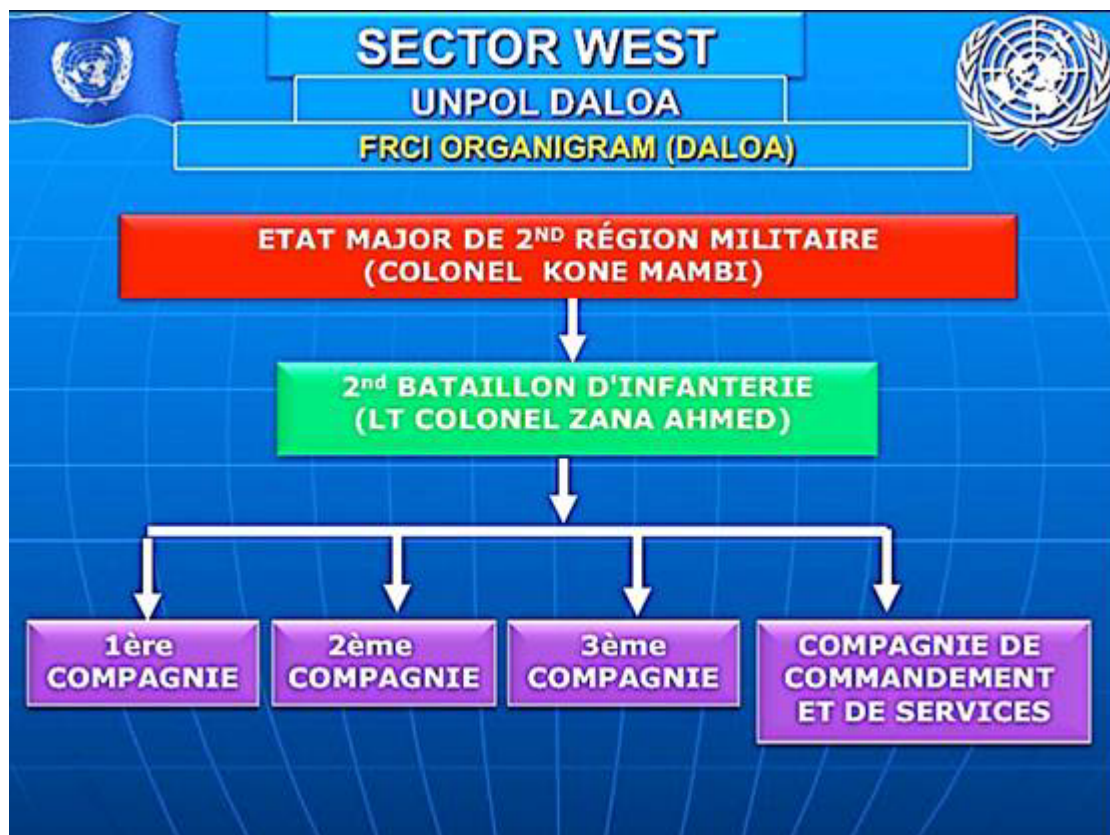 SECTOR WEST
UNPOL DALOA
FRCI ORGANIGRAM (DALOA)
ETAT MAJOR DE 2ND RÉGION MILITAIRE
(COLONEL KONE MAMBI)
2nd BATAILLON D'INFANTERIE
(LT COLONEL ZANA AHMED)
1ère
COMPAGNIE
2ème
COMPAGNIE
3ème
COMPAGNIE
COMPAGNIE DE
COMMANDEMENT
ET DE SERVICES